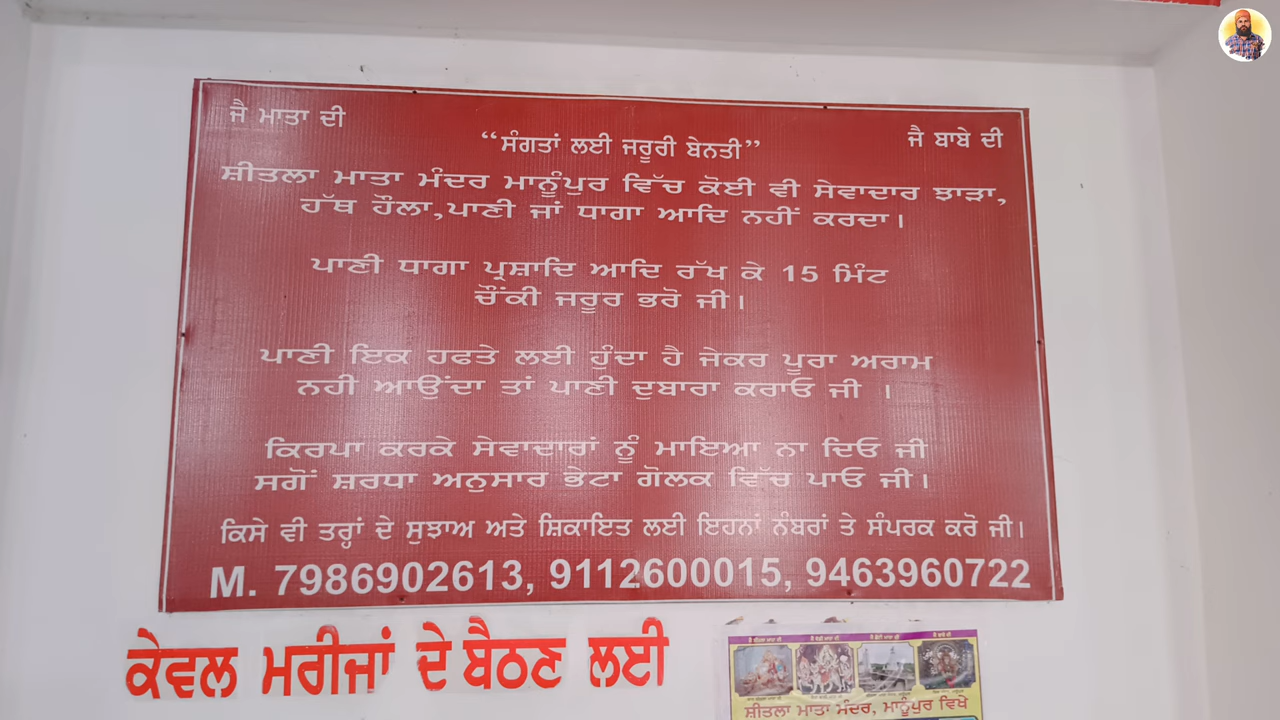 ਜੈ ਮਾਤਾ ਦੀ
ਜੈ ਬਾਬੇ ਦੀ
“ਸੰਗਤਾਂ ਲਈ ਜਰੂਰੀ ਬੇਨਤੀ”
ਸ਼ੀਤਲਾ ਮਾਤਾ ਮੰਦਰ ਮਾਨੂੰਪੁਰ ਵਿੱਚ ਕੋਈ ਵੀ ਸੇਵਾਦਾਰ ਝਾੜਾ,
ਹੱਥ ਹੌਲਾ,ਪਾਣੀ ਜਾਂ ਧਾਗਾ ਆਦਿ ਨਹੀਂ ਕਰਦਾ।
ਪਾਣੀ ਧਾਗਾ ਪ੍ਰਸ਼ਾਦਿ ਆਦਿ ਰੱਖ ਕੇ 15 ਮਿੰਟ
ਚੌਂਕੀ ਜਰੂਰ ਭਰੋ ਜੀ।
ਪਾਣੀ ਇਕ ਹਫਤੇ ਲਈ ਹੁੰਦਾ ਹੈ ਜੇਕਰ ਪੂਰਾ ਅਰਾਮ
ਨਹੀ ਆਉਂਦਾ ਤਾਂ ਪਾਣੀ ਦੁਬਾਰਾ ਕਰਾਓ ਜੀ ।
ਕਿਰਪਾ ਕਰਕੇ ਸੇਵਾਦਾਰਾਂ ਨੂੰ ਮਾਇਆ ਨਾ ਦਿਓ ਜੀ
ਸਗੋਂ ਸ਼ਰਧਾ ਅਨੁਸਾਰ ਭੇਟਾ ਗੋਲਕ ਵਿੱਚ ਪਾਓ ਜੀ।
ਕਿਸੇ ਵੀ ਤਰ੍ਹਾਂ ਦੇ ਸੁਝਾਅ ਅਤੇ ਸ਼ਿਕਾਇਤ ਲਈ ਇਹਨਾਂ ਨੰਬਰਾਂ ਤੇ ਸੰਪਰਕ ਕਰੋ ਜੀ।
M. 7986902613, 9112600015, 9463960722
ਕੇਵਲ ਮਰੀਜਾਂ ਦੇ ਬੈਠਣ ਲਈ
ਸ਼ੀਤਲਾ ਮਾਤਾ ਮੰਦਰ, ਮਾਨੂੰਪੁਰ ਵਿਖੇ